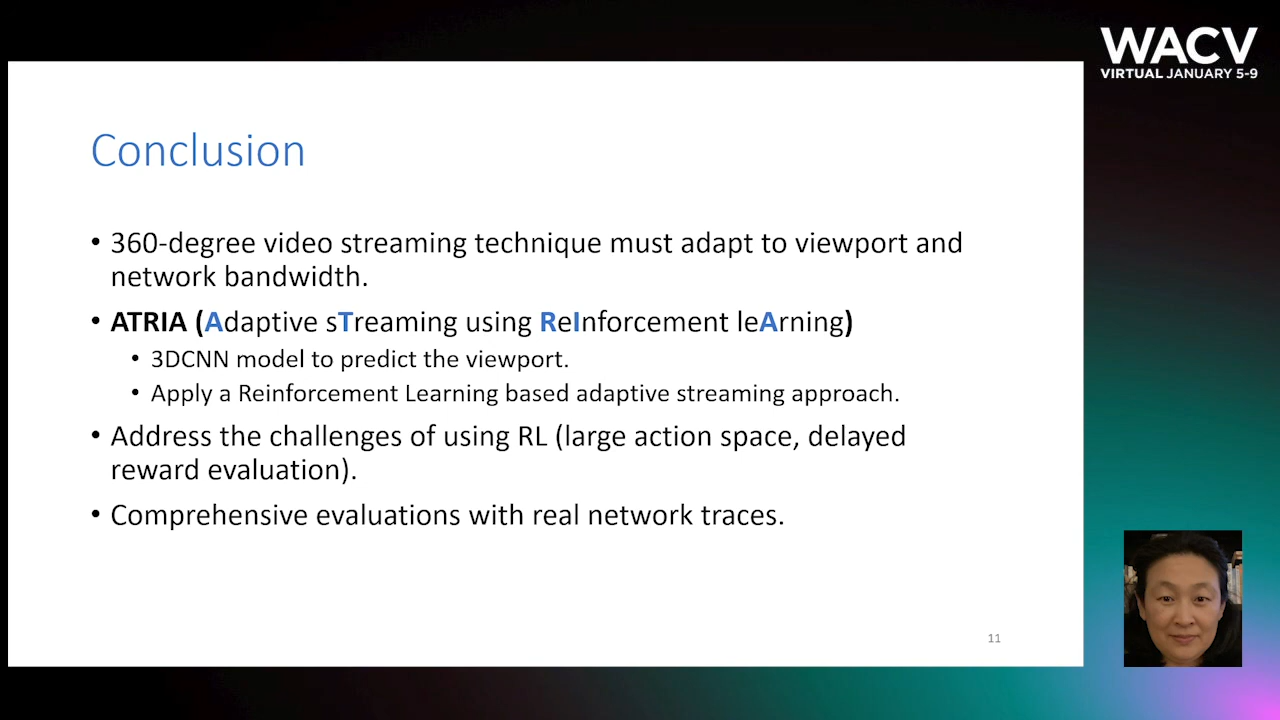 WACV
VIRTUAL JANUARY 5-9
Conclusion
• 360-degree video streaming technique must adapt to viewport and
network bandwidth.
• ATRIA (Adaptive sTreaming using ReInforcement leArning)
• 3DCNN model to predict the viewport.
• Apply a Reinforcement Learning based adaptive streaming approach.
• Address the challenges of using RL (large action space, delayed
reward evaluation).
• Comprehensive evaluations with real network traces.
11